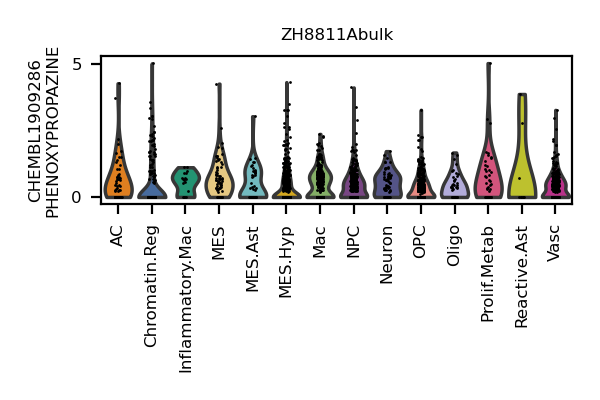 ZH8811Abulk
CHEMBL1909286
PHENOXYPROPAZINE
5
0
AC
Chromatin.Reg
Inflammatory.Mac
MES
MES.Ast
MES.Hyp
Mac
NPC
Neuron
OPC
Oligo
Prolif.Metab
Reactive.Ast
Vasc